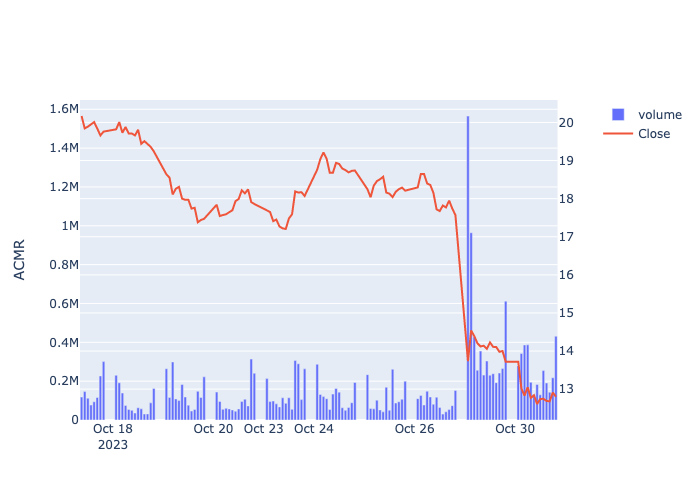 1.6M
1.4M
1.2M
1M
0.8M
0.6M
0.4M
0.2M
0
ACMR
20
19
18
17
16
15
14
13
Oct 18
2023
Oct 20
Oct 23
Oct 24
Oct 26
Oct 30
volume
Close